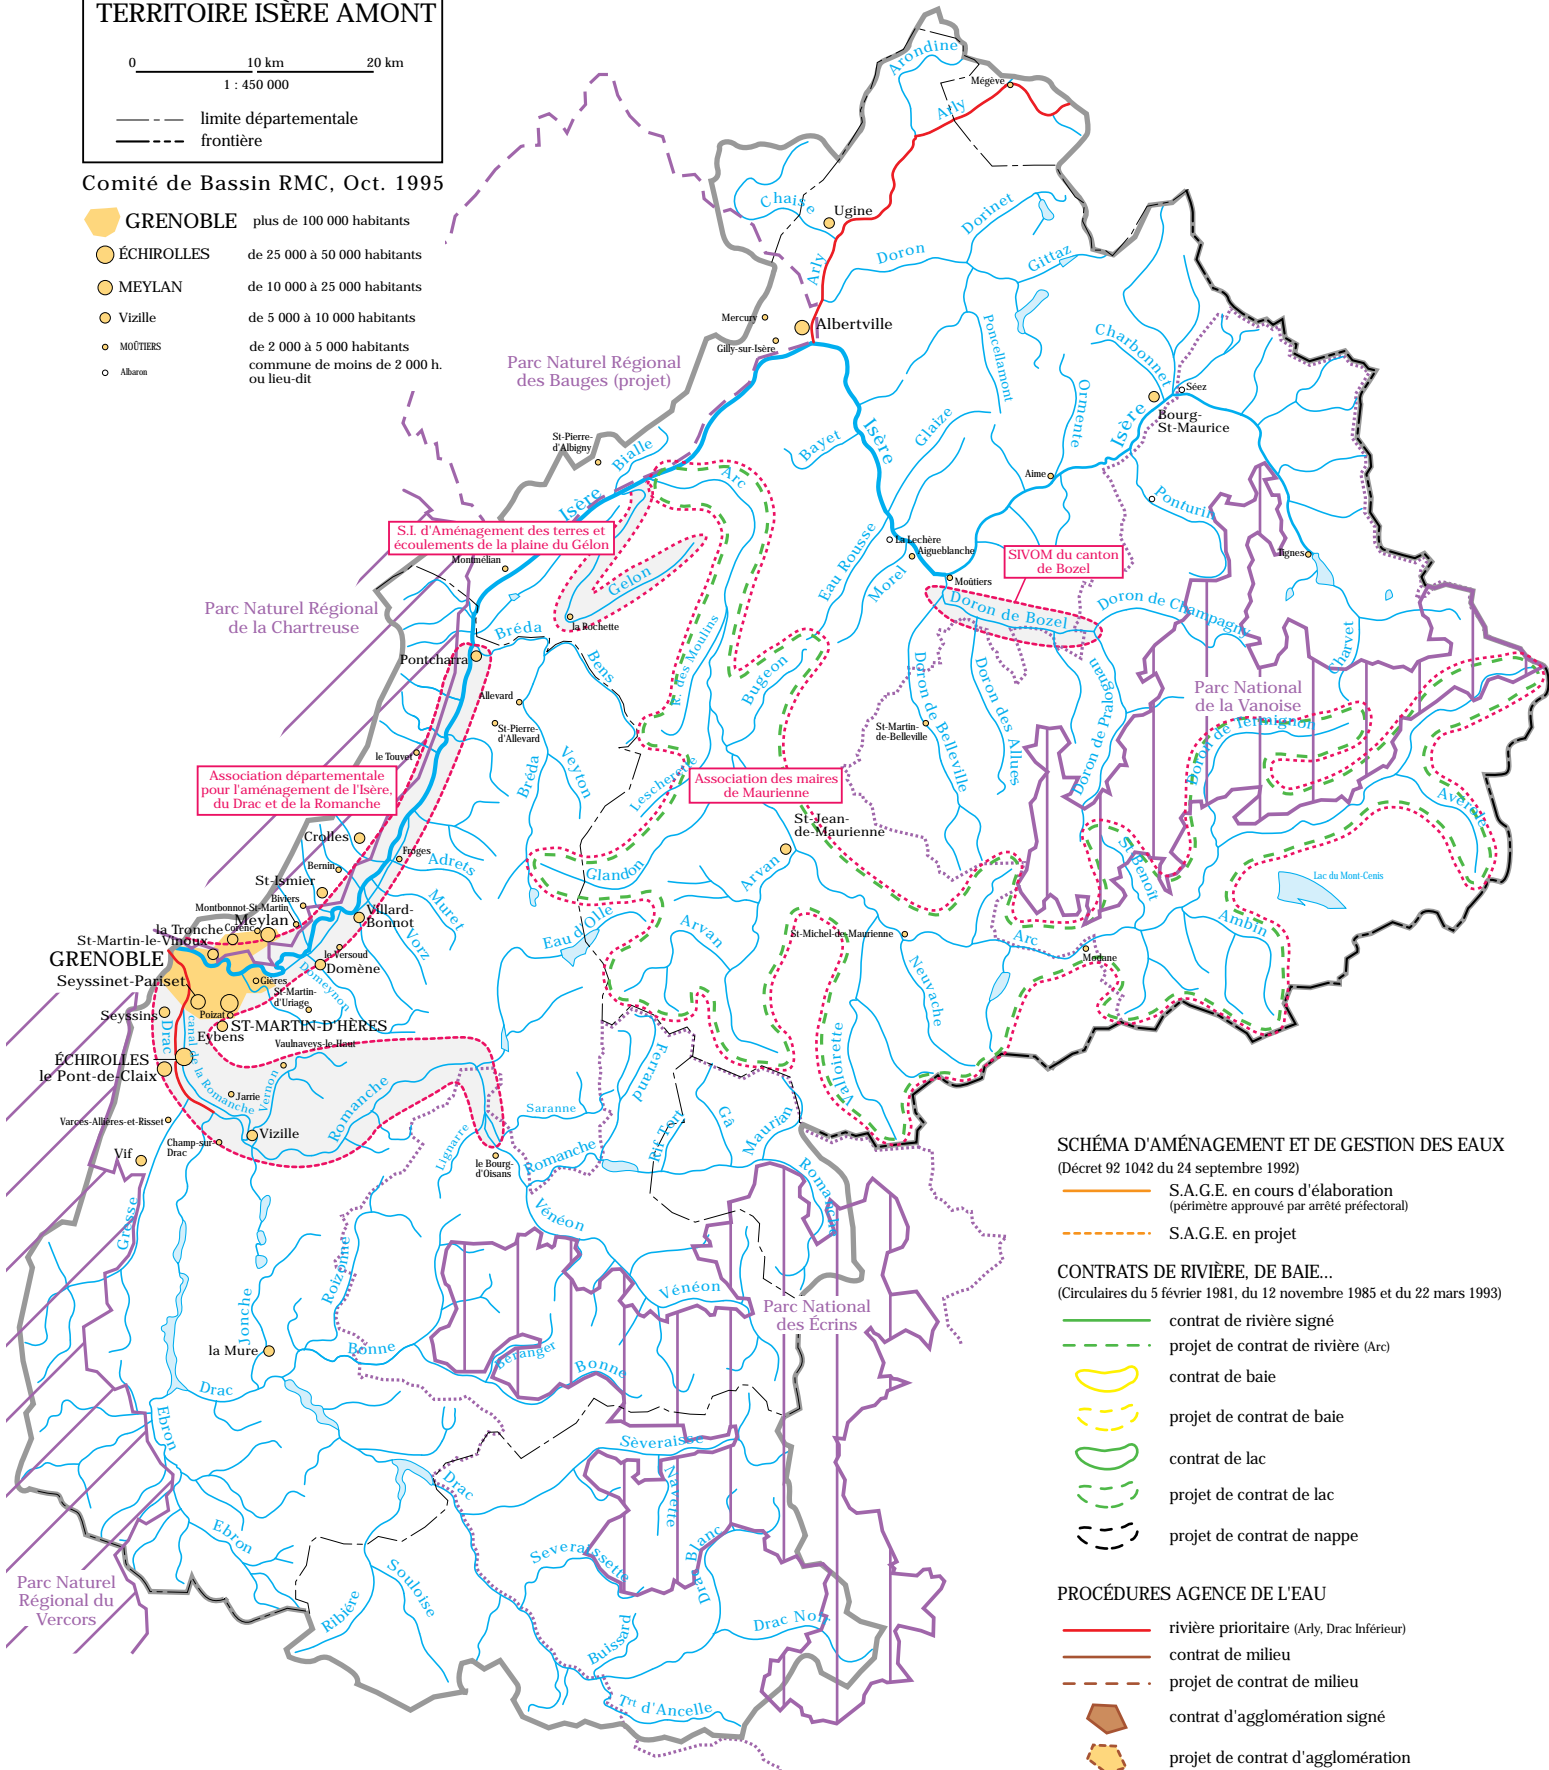 TERRITOIRE ISÈRE AMONT
0 10 km 20 km
1 : 450 000
limite départementale
frontière
Comité de Bassin RMC, Oct. 1995
GRENOBLE plus de 100 000 habitants
ÉCHIROLLES de 25 000 à 50 000 habitants
MEYLAN de 10 000 à 25 000 habitants
Vizille de 5 000 à 10 000 habitants
MOÛTIERS de 2 000 à 5 000 habitants
Albaron commune de moins de 2 000 h.
ou lieu-dit
Arondine
Mégève
Arly
Chaise
Ugine
Dorinet
Doron
Gittaz
Arly
Mercury
Albertville
Gilly-sur-Isère
Poncellamont
Charbonnet
Parc Naturel Régional
des Bauges (projet)
Séez
Ormente
Isère
Bourg-
St-Maurice
Glaize
Isère
Bayet
St-Pierre-
d'Albigny
Bialle
Arc
Aime
Isère
Ponturin
S.I. d'Aménagement des terres et
écoulements de la plaine du Gélon
Montmélian
La Lechère
Aigueblanche
SIVOM du canton
de Bozel
Tignes
Eau Rousse
Morel
Moûtiers
Gelon
Doron de Bozel
Doron de Champagny
Parc Naturel Régional
de la Chartreuse
la Rochette
Bréda
Charvet
Pontcharra
Bens
R. des Moulins
Bugeon
Doron de Belleville
Doron des Allues
Doron de Pralognan
Parc National
de la Vanoise
Allevard
St-Pierre-
d'Allevard
St-Martin-
de-Belleville
Doron de Termignon
le Touvet
Veyton
Bréda
Lescherette
Association départementale
pour l'aménagement de l'Isère,
du Drac et de la Romanche
Association des maires
de Maurienne
Averole
St-Jean-
de-Maurienne
Crolles
Froges
Bernin
Adrets
Glandon
Arvan
St Benoît
Lac du Mont-Cenis
St-Ismier
Biviers
Montbonnot-St-Martin
Muret
Villard-
Bonnot
Meylan
la Tronche
Corenc
Vorz
Eau d'Olle
Arvan
St-Michel-de-Maurienne
Arc
Ambin
Modane
St-Martin-le-Vinoux
le Versoud
GRENOBLE
Domène
Seyssinet-Pariset
Gières
Domeynon
St-Martin-
d'Uriage
Neuvache
Seyssins
Poizat
ST-MARTIN-D'HÈRES
Drac
Eybens
Vaulnaveys-le-Haut
ÉCHIROLLES
le Pont-de-Claix
canal de la Romanche
Vernon
Romanche
Ferrand
Valloirette
Jarrie
Saranne
Gà
Rif Tort
Maurian
Varces-Allières-et-Risset
Champ-sur-
Drac
Vizille
Lignarre
le Bourg-
d'Oisans
Romanche
Romanche
Vif
Gresse
Vénéon
Roizonne
Vénéon
Parc National
des Écrins
Jonche
la Mure
Bonne
Béranger
Bonne
Drac
Ebron
Sèveraisse
Navette
Drac
Ebron
Severaissette
Drac Blanc
Souloise
Ribière
Parc Naturel
Régional du
Vercors
Buissard
Drac Noir
Trt d'Ancelle
SCHÉMA D'AMÉNAGEMENT ET DE GESTION DES EAUX
(Décret 92 1042 du 24 septembre 1992)
S.A.G.E. en cours d'élaboration
(périmètre approuvé par arrêté préfectoral)
S.A.G.E. en projet
CONTRATS DE RIVIÈRE, DE BAIE...
(Circulaires du 5 février 1981, du 12 novembre 1985 et du 22 mars 1993)
contrat de rivière signé
projet de contrat de rivière (Arc)
contrat de baie
projet de contrat de baie
contrat de lac
projet de contrat de lac
projet de contrat de nappe
PROCÉDURES AGENCE DE L'EAU
rivière prioritaire (Arly, Drac Inférieur)
contrat de milieu
projet de contrat de milieu
contrat d'agglomération signé
projet de contrat d'agglomération